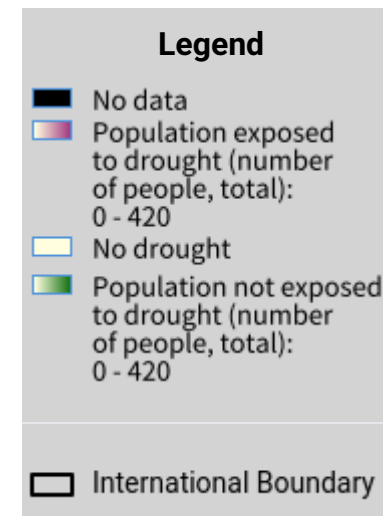 Legend
No data
Population exposed
to drought (number
of people, total):
0 - 420
No drought
Population not exposed
to drought (number
of people, total):
0 - 420
International Boundary